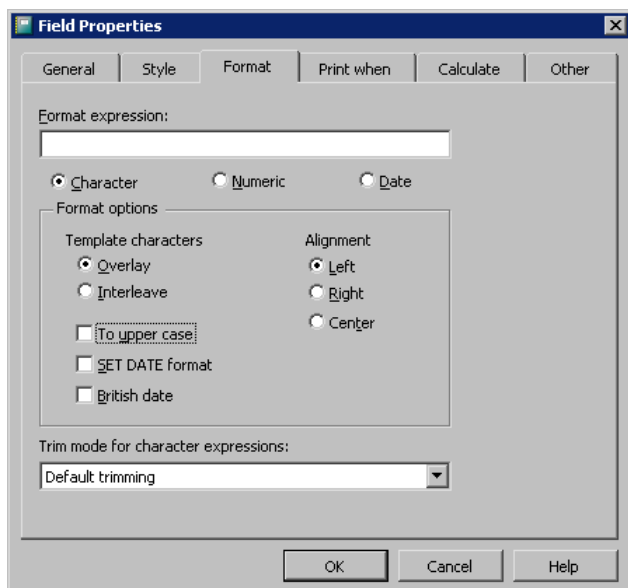 Field Properties
General Style Format Print when Calculate Other
Format expression:
Character Numeric Date
Format options
Template characters Alignment
Overlay Left
Interleave Right
Center
To upper case
SET DATE format
British date
Trim mode for character expressions:
Default trimming
OK Cancel Help